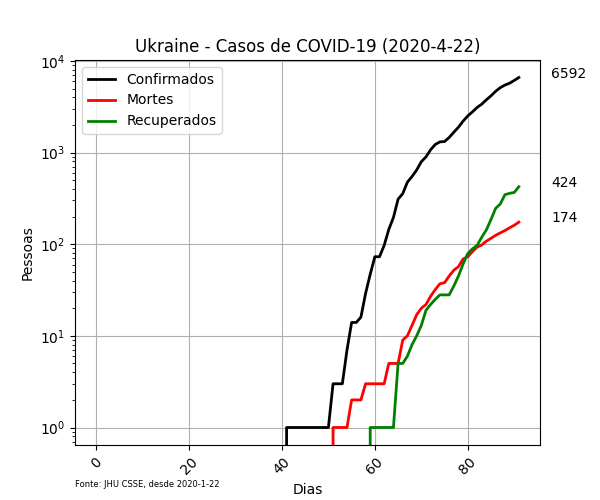 Ukraine - Casos de COVID-19 (2020-4-22)
Confirmados
Mortes
Recuperados
6592
424
174
10^4
10^3
10^2
10^1
10^0
Pessoas
0
20
40
60
80
Dias
Fonte: JHU CSSE, desde 2020-1-22